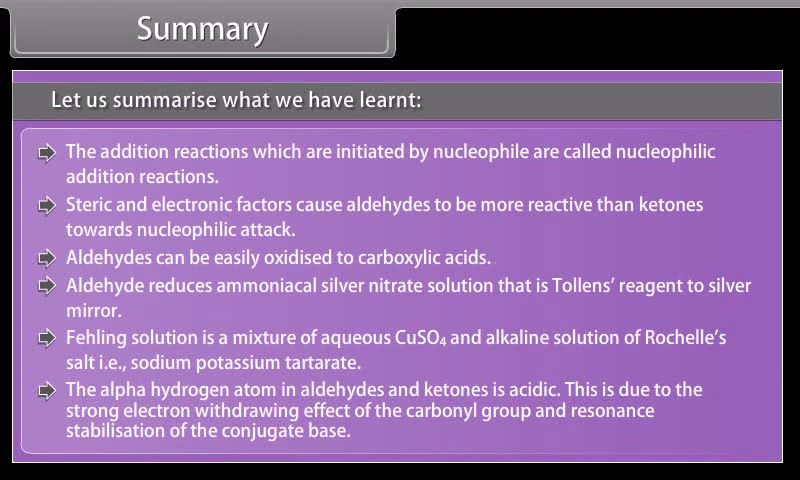 Summary
Let us summarise what we have learnt:
The addition reactions which are initiated by nucleophile are called nucleophilic
addition reactions.
Steric and electronic factors cause aldehydes to be more reactive than ketones
towards nucleophilic attack.
Aldehydes can be easily oxidised to carboxylic acids.
Aldehyde reduces ammoniacal silver nitrate solution that is Tollens’ reagent to silver
mirror.
Fehling solution is a mixture of aqueous CuSO₄ and alkaline solution of Rochelle’s
salt i.e., sodium potassium tartarate.
The alpha hydrogen atom in aldehydes and ketones is acidic. This is due to the
strong electron withdrawing effect of the carbonyl group and resonance
stabilisation of the conjugate base.